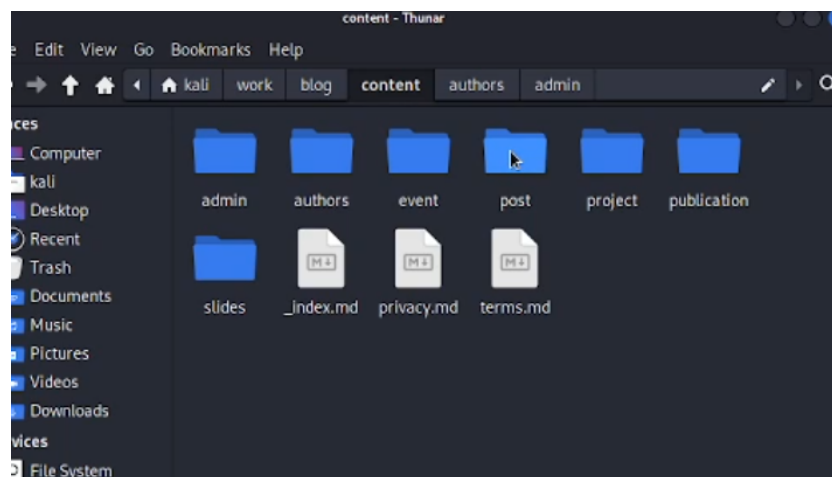 content - Thunar
Edit View Go Bookmarks Help
kali work blog content authors admin
Computer
kali
Desktop
Recent
Trash
Documents
Music
Pictures
Videos
Downloads
File System
admin authors event post project publication
slides _index.md privacy.md terms.md